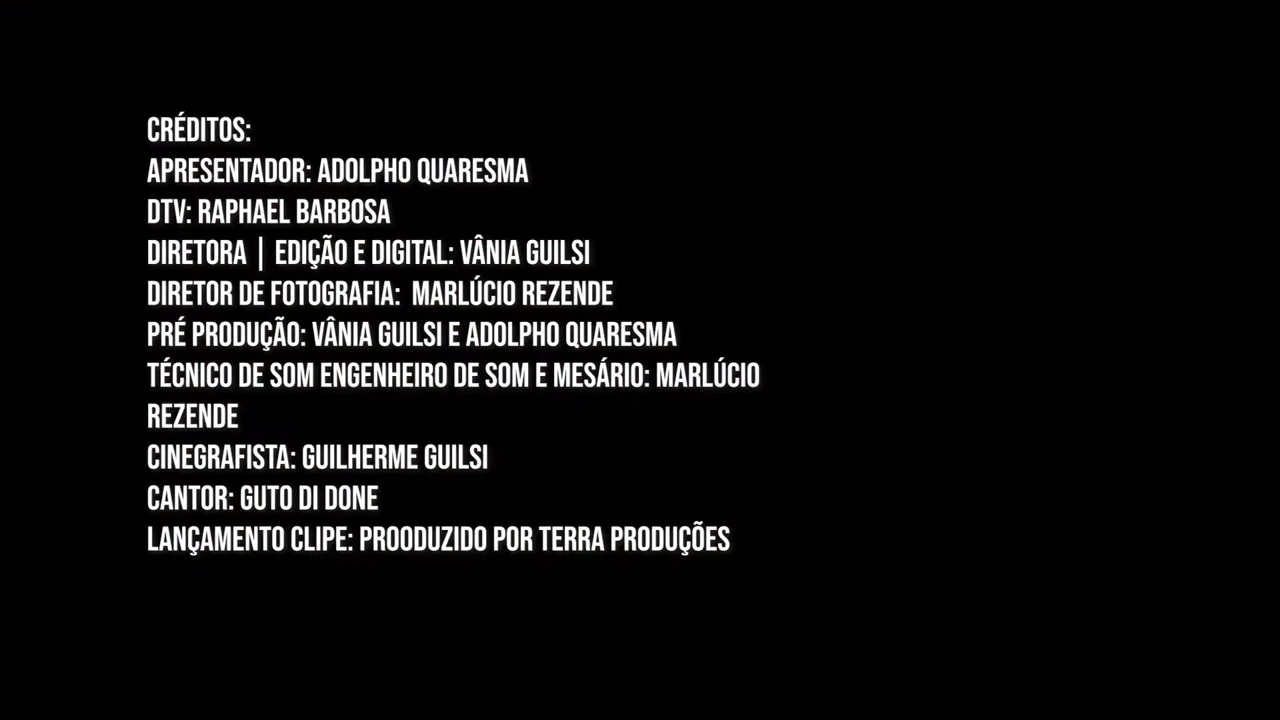 CRÉDITOS:
APRESENTADOR: ADOLPHO QUARESMA
DTV: RAPHAEL BARBOSA
DIRETORA | EDIÇÃO E DIGITAL: VÂNIA GUILSI
DIRETOR DE FOTOGRAFIA:  MARLÚCIO REZENDE
PRÉ PRODUÇÃO: VÂNIA GUILSI E ADOLPHO QUARESMA
TÉCNICO DE SOM ENGENHEIRO DE SOM E MESÁRIO: MARLÚCIO
REZENDE
CINEGRAFISTA: GUILHERME GUILSI
CANTOR: GUTO DI DONE
LANÇAMENTO CLIPE: PROODUZIDO POR TERRA PRODUÇÕES